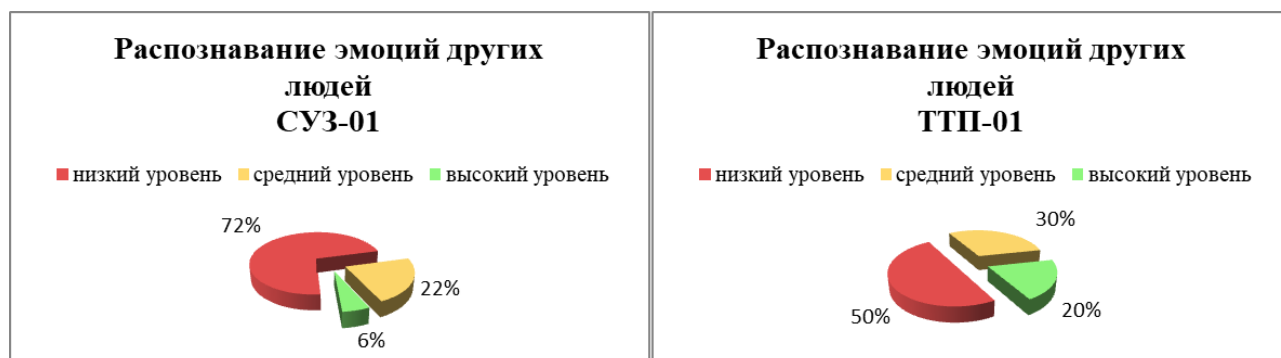 Распознавание эмоций других
людей
СУЗ-01
низкий уровень средний уровень высокий уровень
72%
22%
6%
Распознавание эмоций других
людей
ТТП-01
низкий уровень средний уровень высокий уровень
30%
50%
20%